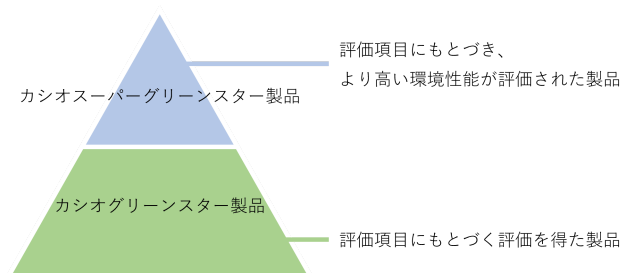 評価項目にもとづき、
より高い環境性能が評価された製品
カシオスーパーグリーンスター製品
カシオグリーンスター製品
評価項目にもとづく評価を得た製品